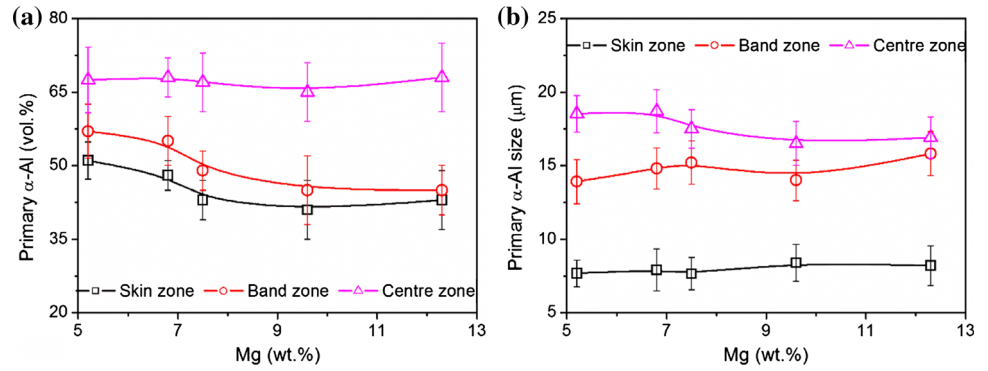 (a)
80
65
50
35
20
Primary α-Al (vol.%)
Skin zone Band zone Centre zone
5 7 9 11 13
Mg (wt.%)
(b)
25
20
15
10
5
Primary α-Al size (μm)
Skin zone Band zone Centre zone
5 7 9 11 13
Mg (wt.%)